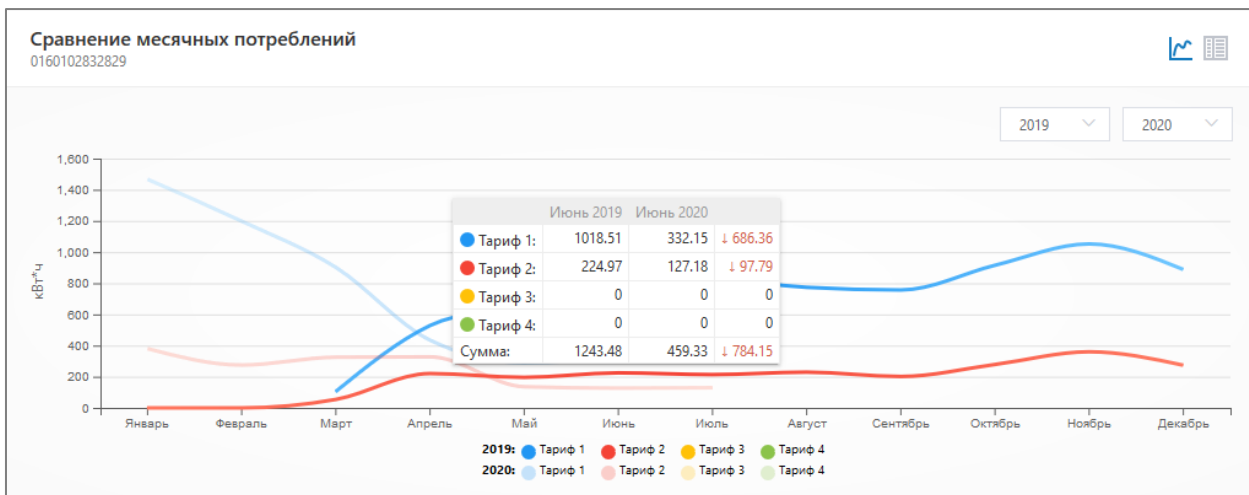 Сравнение месячных потреблений
0160102832829
2019 2020
1,600
1,400
1,200
1,000
800
600
400
200
0
кВт*ч
Июнь 2019 Июнь 2020
Тариф 1: 1018.51 332.15 ↓ 686.36
Тариф 2: 224.97 127.18 ↓ 97.79
Тариф 3: 0 0 0
Тариф 4: 0 0 0
Сумма: 1243.48 459.33 ↓ 784.15
Январь Февраль Март Апрель Май Июнь Июль Август Сентябрь Октябрь Ноябрь Декабрь
2019: Тариф 1 Тариф 2 Тариф 3 Тариф 4
2020: Тариф 1 Тариф 2 Тариф 3 Тариф 4